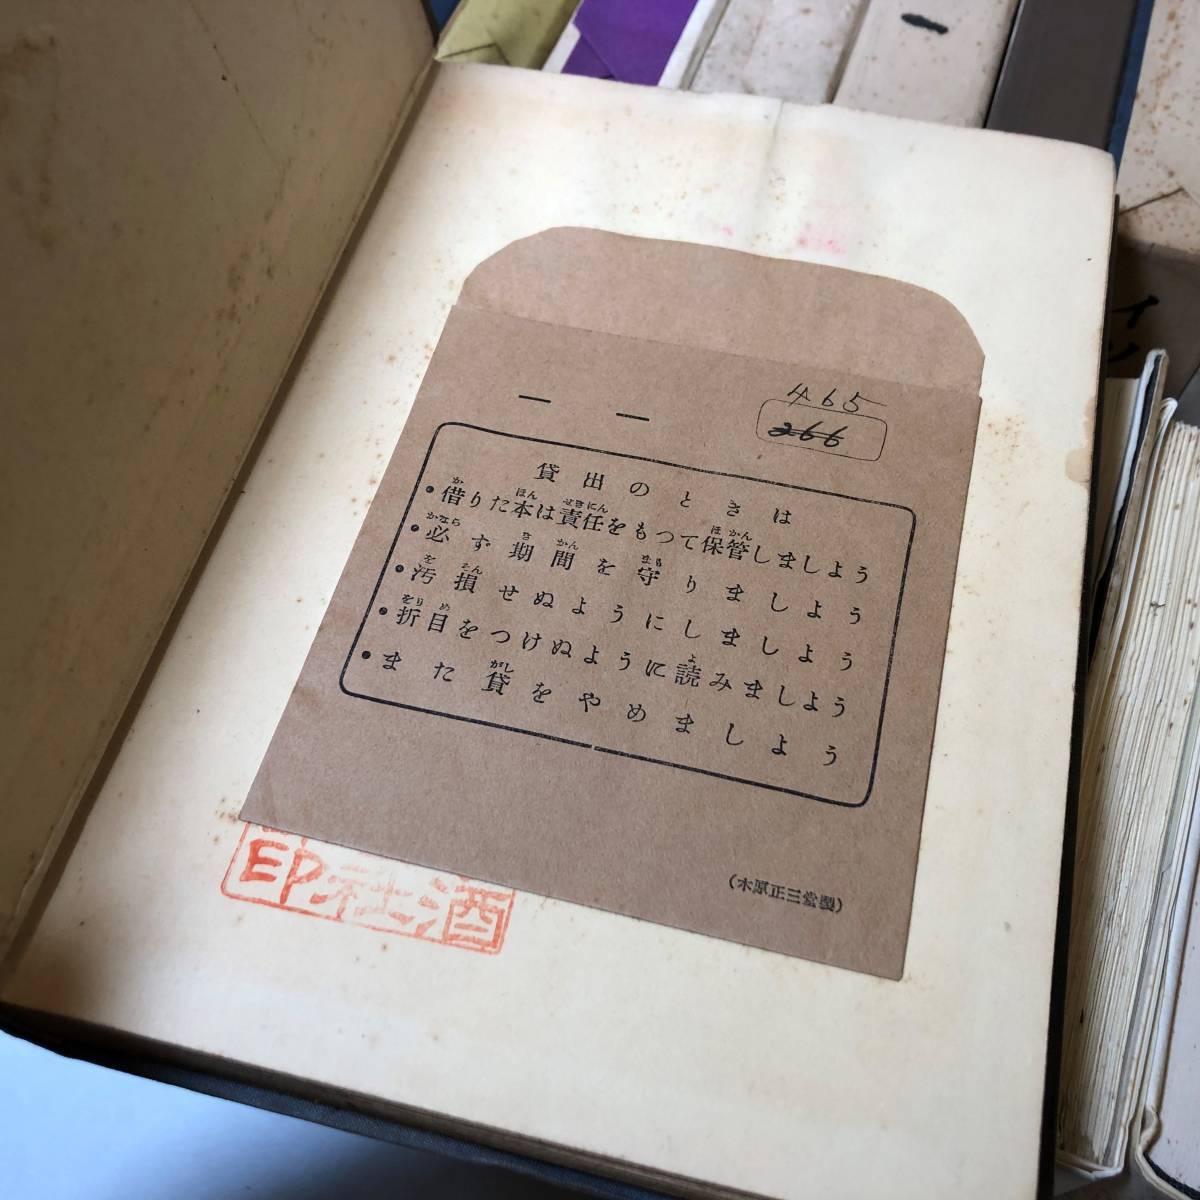 465
266
貸出のときは
・借りた本は責任をもつて保管しましよう
・必ず期間を守りましよう
・汚損せぬようにしましよう
・折目をつけぬように読みましよう
・また貸をやめましよう
(木原正三堂製)
酒社印